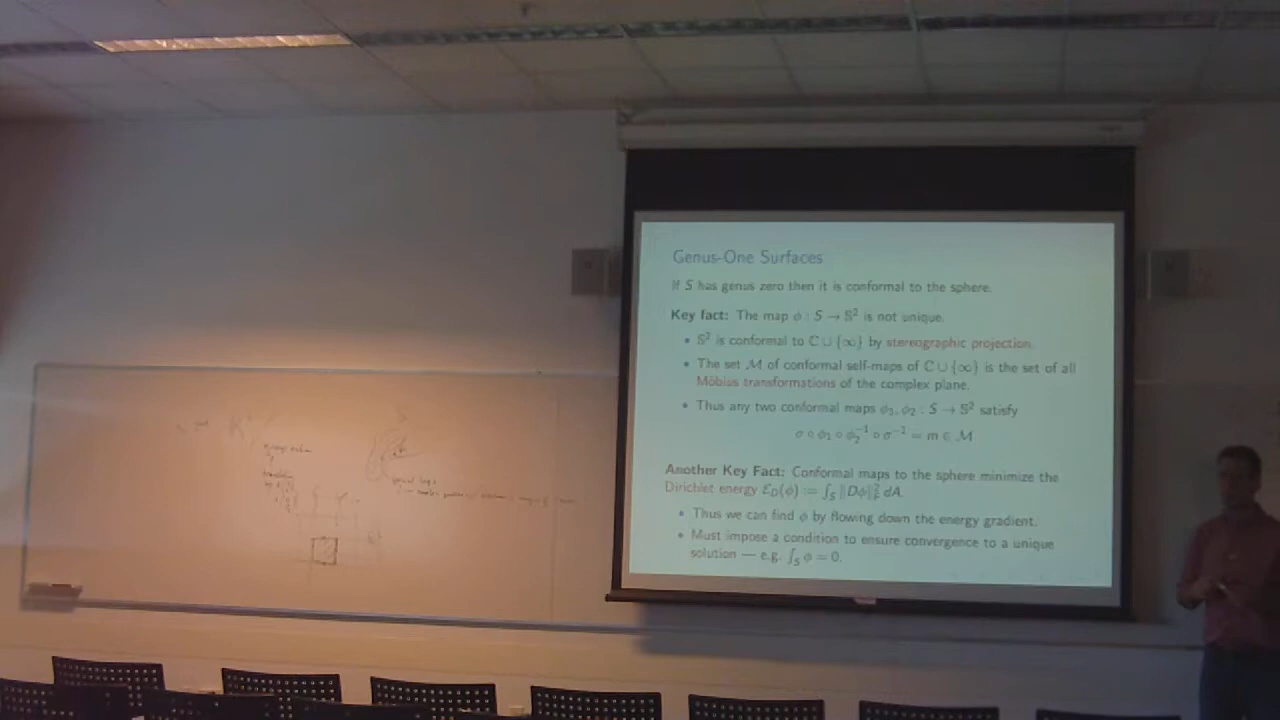 Genus-One Surfaces
If S has genus zero then it is conformal to the sphere.
Key fact: The map ϕ : S → 𝕊² is not unique.
• 𝕊² is conformal to ℂ ∪ {∞} by stereographic projection.
• The set ℳ of conformal self-maps of ℂ ∪ {∞} is the set of all
Möbius transformations of the complex plane.
• Thus any two conformal maps ϕ₁, ϕ₂ : S → 𝕊² satisfy
σ ∘ ϕ₁ ∘ ϕ₂⁻¹ ∘ σ⁻¹ = m ∈ ℳ
Another Key Fact: Conformal maps to the sphere minimize the
Dirichlet energy ℰ_D(ϕ) := ∫_S ‖Dϕ‖²_F dA.
• Thus we can find ϕ by flowing down the energy gradient.
• Must impose a condition to ensure convergence to a unique
solution — e.g. ∫_S ϕ = 0.